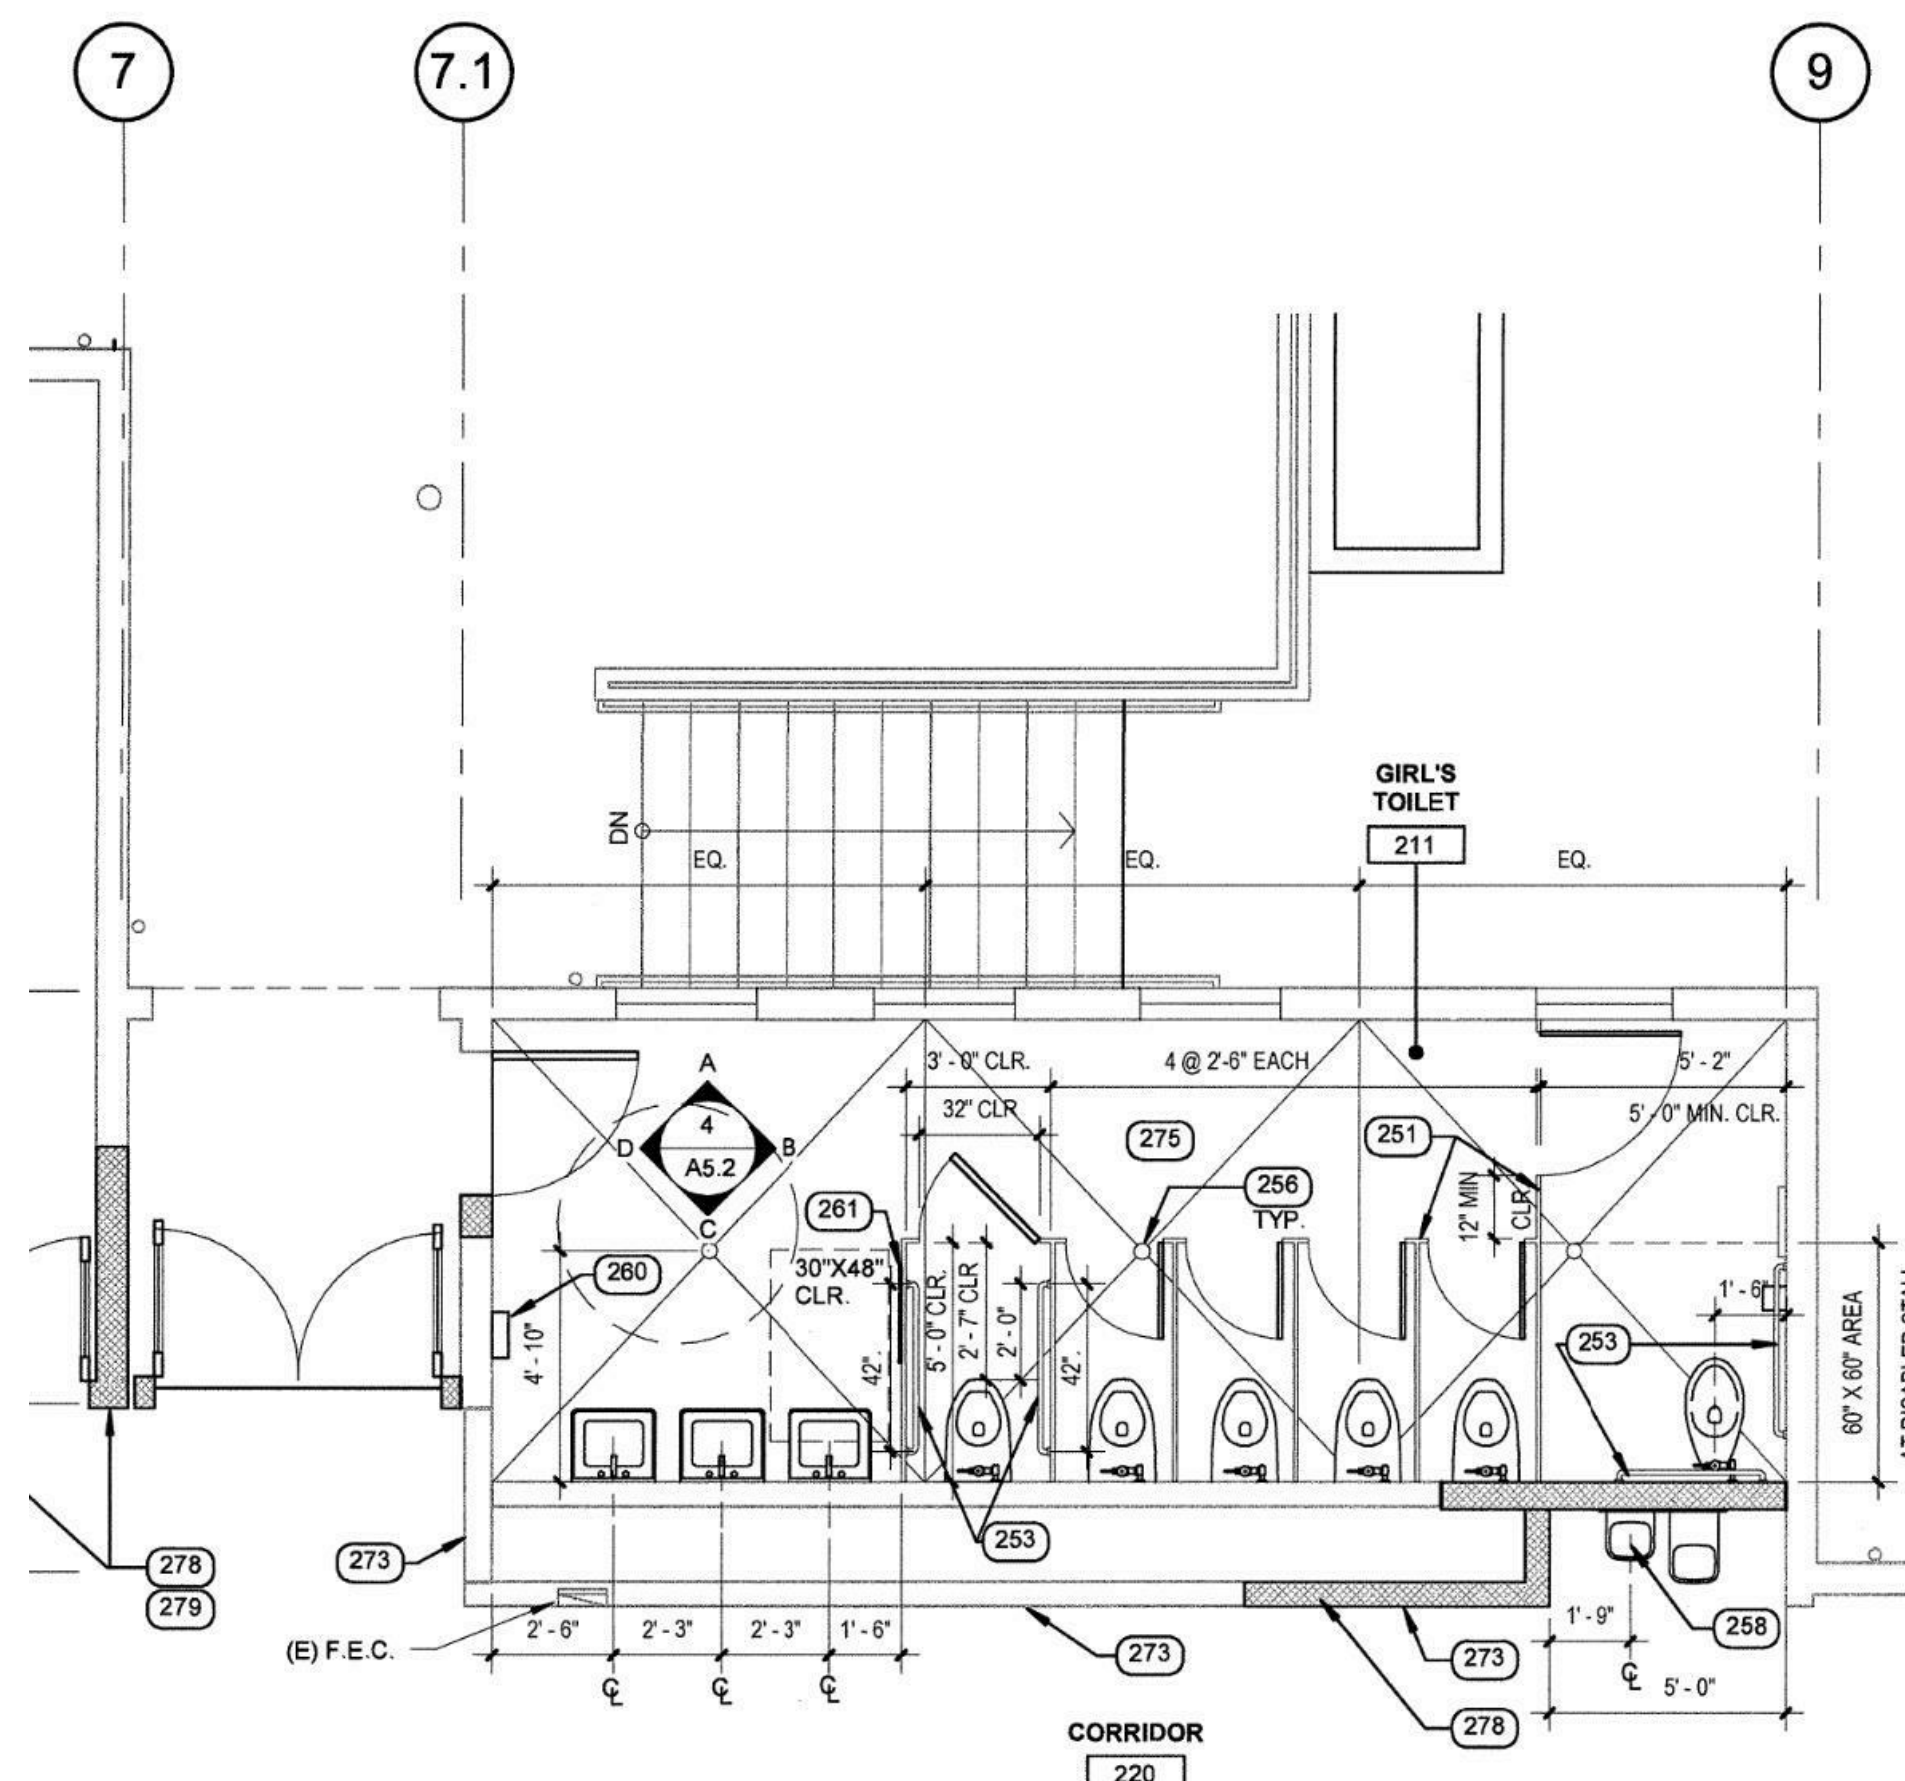 7
7.1
9
GIRL'S
TOILET
211
DN
EQ.
EQ.
EQ.
3' - 0" CLR.
4 @ 2'-6" EACH
5' - 2"
32" CLR
5' - 0" MIN. CLR.
A
4
D
B
A5.2
C
275
251
256
TYP.
12" MIN
CLR
261
260
30"X48"
CLR.
4' - 10"
42".
5' - 0" CLR.
2' - 7" CLR
2' - 0"
42".
1' - 6"
253
60" X 60" AREA
253
278
279
273
(E) F.E.C.
2' - 6"
2' - 3"
2' - 3"
1' - 6"
273
273
278
1' - 9"
258
5' - 0"
CL
CL
CL
CL
CORRIDOR
220